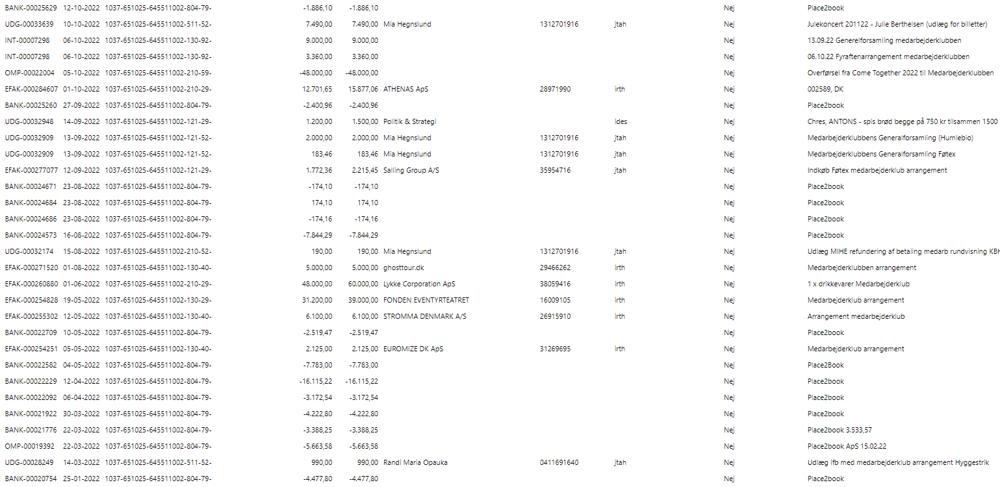 BANK-00025629 12-10-2022 1037-651025-645511002-804-79- -1.886,10 -1.886,10 Nej Place2book
UDG-00033639 10-10-2022 1037-651025-645511002-511-52- 7.490,00 7.490,00 Mia Hegnslund 1312701916 jtah Nej Julekoncert 201122 - Julie Berthelsen (udlæg for billetter)
INT-00007298 06-10-2022 1037-651025-645511002-130-92- 9.000,00 9.000,00 Nej 13.09.22 Generelforsamling medarbejderklubben
INT-00007298 06-10-2022 1037-651025-645511002-130-92- 3.360,00 3.360,00 Nej 06.10.22 Fyraftenarrangement medarbejderklubben
OMP-00022004 05-10-2022 1037-651025-645511002-210-59- -48.000,00 -48.000,00 Nej Overførsel fra Come Together 2022 til Medarbejderklubben
EFAK-000284607 01-10-2022 1037-651025-645511002-210-29- 12.701,65 15.877,06 ATHENAS ApS 28971990 irth Nej 002589, DK
BANK-00025260 27-09-2022 1037-651025-645511002-804-79- -2.400,96 -2.400,96 Nej Place2book
UDG-00032948 14-09-2022 1037-651025-645511002-121-29- 1.200,00 1.500,00 Politik & Strategi ides Nej Chres, ANTONS - spis brød begge på 750 kr tilsammen 1500
UDG-00032909 13-09-2022 1037-651025-645511002-121-52- 2.000,00 2.000,00 Mia Hegnslund 1312701916 jtah Nej Medarbejderklubbens Generalforsamling (Humlebio)
UDG-00032909 13-09-2022 1037-651025-645511002-121-52- 183,46 183,46 Mia Hegnslund 1312701916 jtah Nej Medarbejderklubbens Generalforsamling Føtex
EFAK-000277077 12-09-2022 1037-651025-645511002-121-29- 1.772,36 2.215,45 Salling Group A/S 35954716 jtah Nej Indkøb Føtex medarbejderklub arrangement
BANK-00024671 23-08-2022 1037-651025-645511002-804-79- -174,10 -174,10 Nej Place2book
BANK-00024684 23-08-2022 1037-651025-645511002-804-79- 174,10 174,10 Nej Place2book
BANK-00024686 23-08-2022 1037-651025-645511002-804-79- -174,16 -174,16 Nej Place2book
BANK-00024573 16-08-2022 1037-651025-645511002-804-79- -7.844,29 -7.844,29 Nej Place2book
UDG-00032174 15-08-2022 1037-651025-645511002-210-52- 190,00 190,00 Mia Hegnslund 1312701916 jtah Nej Udlæg MIHE refundering af betaling medarb rundvisning KBH
EFAK-000271520 01-08-2022 1037-651025-645511002-130-40- 5.000,00 5.000,00 ghosttour.dk 29466262 irth Nej Medarbejderklubben arrangement
EFAK-000260880 01-06-2022 1037-651025-645511002-210-29- 48.000,00 60.000,00 Lykke Corporation ApS 38059416 irth Nej 1 x drikkevarer Medarbejderklub
EFAK-000254828 19-05-2022 1037-651025-645511002-130-29- 31.200,00 39.000,00 FONDEN EVENTYRTEATRET 16009105 irth Nej Medarbejderklub arrangement
EFAK-000255302 12-05-2022 1037-651025-645511002-130-40- 6.100,00 6.100,00 STROMMA DENMARK A/S 26915910 irth Nej Arrangement medarbejderklub
BANK-00022709 10-05-2022 1037-651025-645511002-804-79- -2.519,47 -2.519,47 Nej Place2book
EFAK-000254251 05-05-2022 1037-651025-645511002-130-40- 2.125,00 2.125,00 EUROMIZE DK ApS 31269695 irth Nej Medarbejderklub arrangement
BANK-00022582 04-05-2022 1037-651025-645511002-804-79- -7.783,00 -7.783,00 Nej Place2Book
BANK-00022229 12-04-2022 1037-651025-645511002-804-79- -16.115,22 -16.115,22 Nej Place2book
BANK-00022092 06-04-2022 1037-651025-645511002-804-79- -3.172,54 -3.172,54 Nej Place2book
BANK-00021922 30-03-2022 1037-651025-645511002-804-79- -4.222,80 -4.222,80 Nej Place2book
BANK-00021776 22-03-2022 1037-651025-645511002-804-79- -3.388,25 -3.388,25 Nej Place2book 3.533,57
OMP-00019392 22-03-2022 1037-651025-645511002-804-79- -5.663,58 -5.663,58 Nej Place2book ApS 15.02.22
UDG-00028249 14-03-2022 1037-651025-645511002-511-52- 990,00 990,00 Randi Maria Opauka 0411691640 jtah Nej Udlæg ifb med medarbejderklub arrangement Hyggestrik
BANK-00020754 25-01-2022 1037-651025-645511002-804-79- -4.477,80 -4.477,80 Nej Place2book